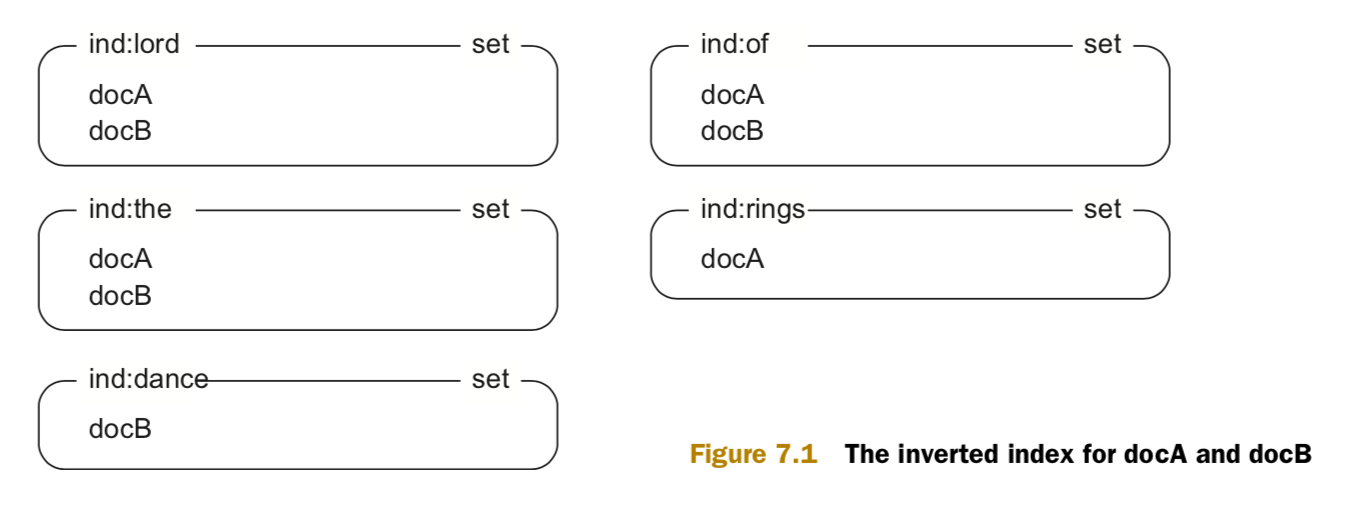 ind:lord set
docA
docB
ind:of set
docA
docB
ind:the set
docA
docB
ind:rings set
docA
ind:dance set
docB
Figure 7.1 The inverted index for docA and docB